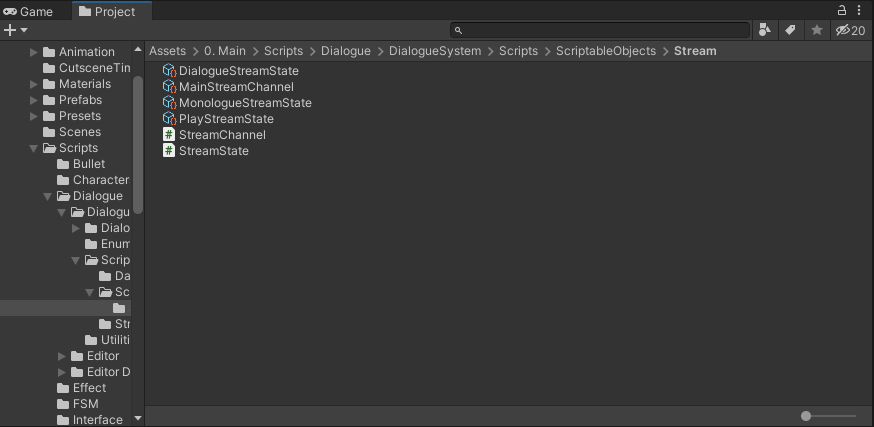 Game
Project
20
Assets > 0. Main > Scripts > Dialogue > DialogueSystem > Scripts > ScriptableObjects > Stream
Animation
CutsceneTim
Materials
Prefabs
Presets
Scenes
Scripts
Bullet
Character
Dialogue
Dialogu
Dialo
Enum
Scrip
Da
Sc
Str
Utiliti
Editor
Editor D
Effect
FSM
Interface
DialogueStreamState
MainStreamChannel
MonologueStreamState
PlayStreamState
StreamChannel
StreamState